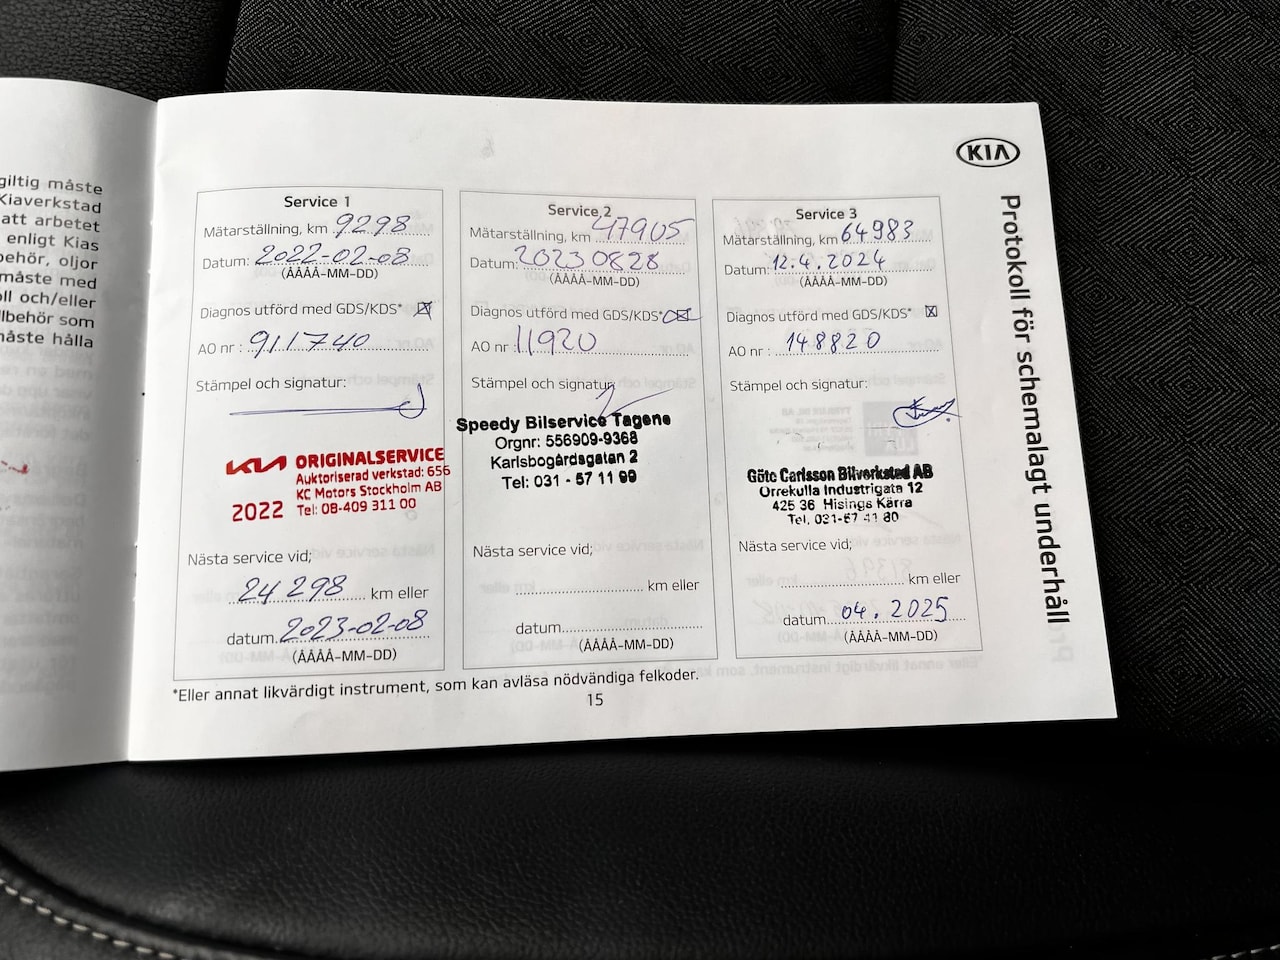 giltig måste
Kiaverkstad
att arbetet
enligt Kias
behör, oljor
måste med
och/eller
som
måste hålla
KIA
Protokoll för schemalagt underhåll
Service 1
Mätarställning, km 9298
Datum: 2022-02-08
(ÅÅÅÅ-MM-DD)
Diagnos utförd med GDS/KDS* ☒
AO nr : 911740
Stämpel och signatur:
KIA ORIGINALSERVICE
Auktoriserad verkstad: 656
KC Motors Stockholm AB
2022 Tel: 08-409 311 00
Nästa service vid;
24 298 km eller
datum. 2023-02-08
(ÅÅÅÅ-MM-DD)
Service 2
Mätarställning, km 47905
Datum: 20230828
(ÅÅÅÅ-MM-DD)
Diagnos utförd med GDS/KDS* ☒
AO nr : 11920
Stämpel och signatur:
Speedy Bilservice Tagene
Orgnr: 556909-9368
Karlsbogårdsgatan 2
Tel: 031 - 57 11 99
Nästa service vid;
km eller
datum
(ÅÅÅÅ-MM-DD)
Service 3
Mätarställning, km 64983
Datum: 12.4.2024
(ÅÅÅÅ-MM-DD)
Diagnos utförd med GDS/KDS* ☒
AO nr : 148820
Stämpel och signatur:
Göte Carlsson Bilverkstad AB
Orrekulla Industrigata 12
425 36 Hisings Kärra
Tel. 031-57 41 80
Nästa service vid;
km eller
datum 04.2025
(ÅÅÅÅ-MM-DD)
*Eller annat likvärdigt instrument, som kan avläsa nödvändiga felkoder.
15